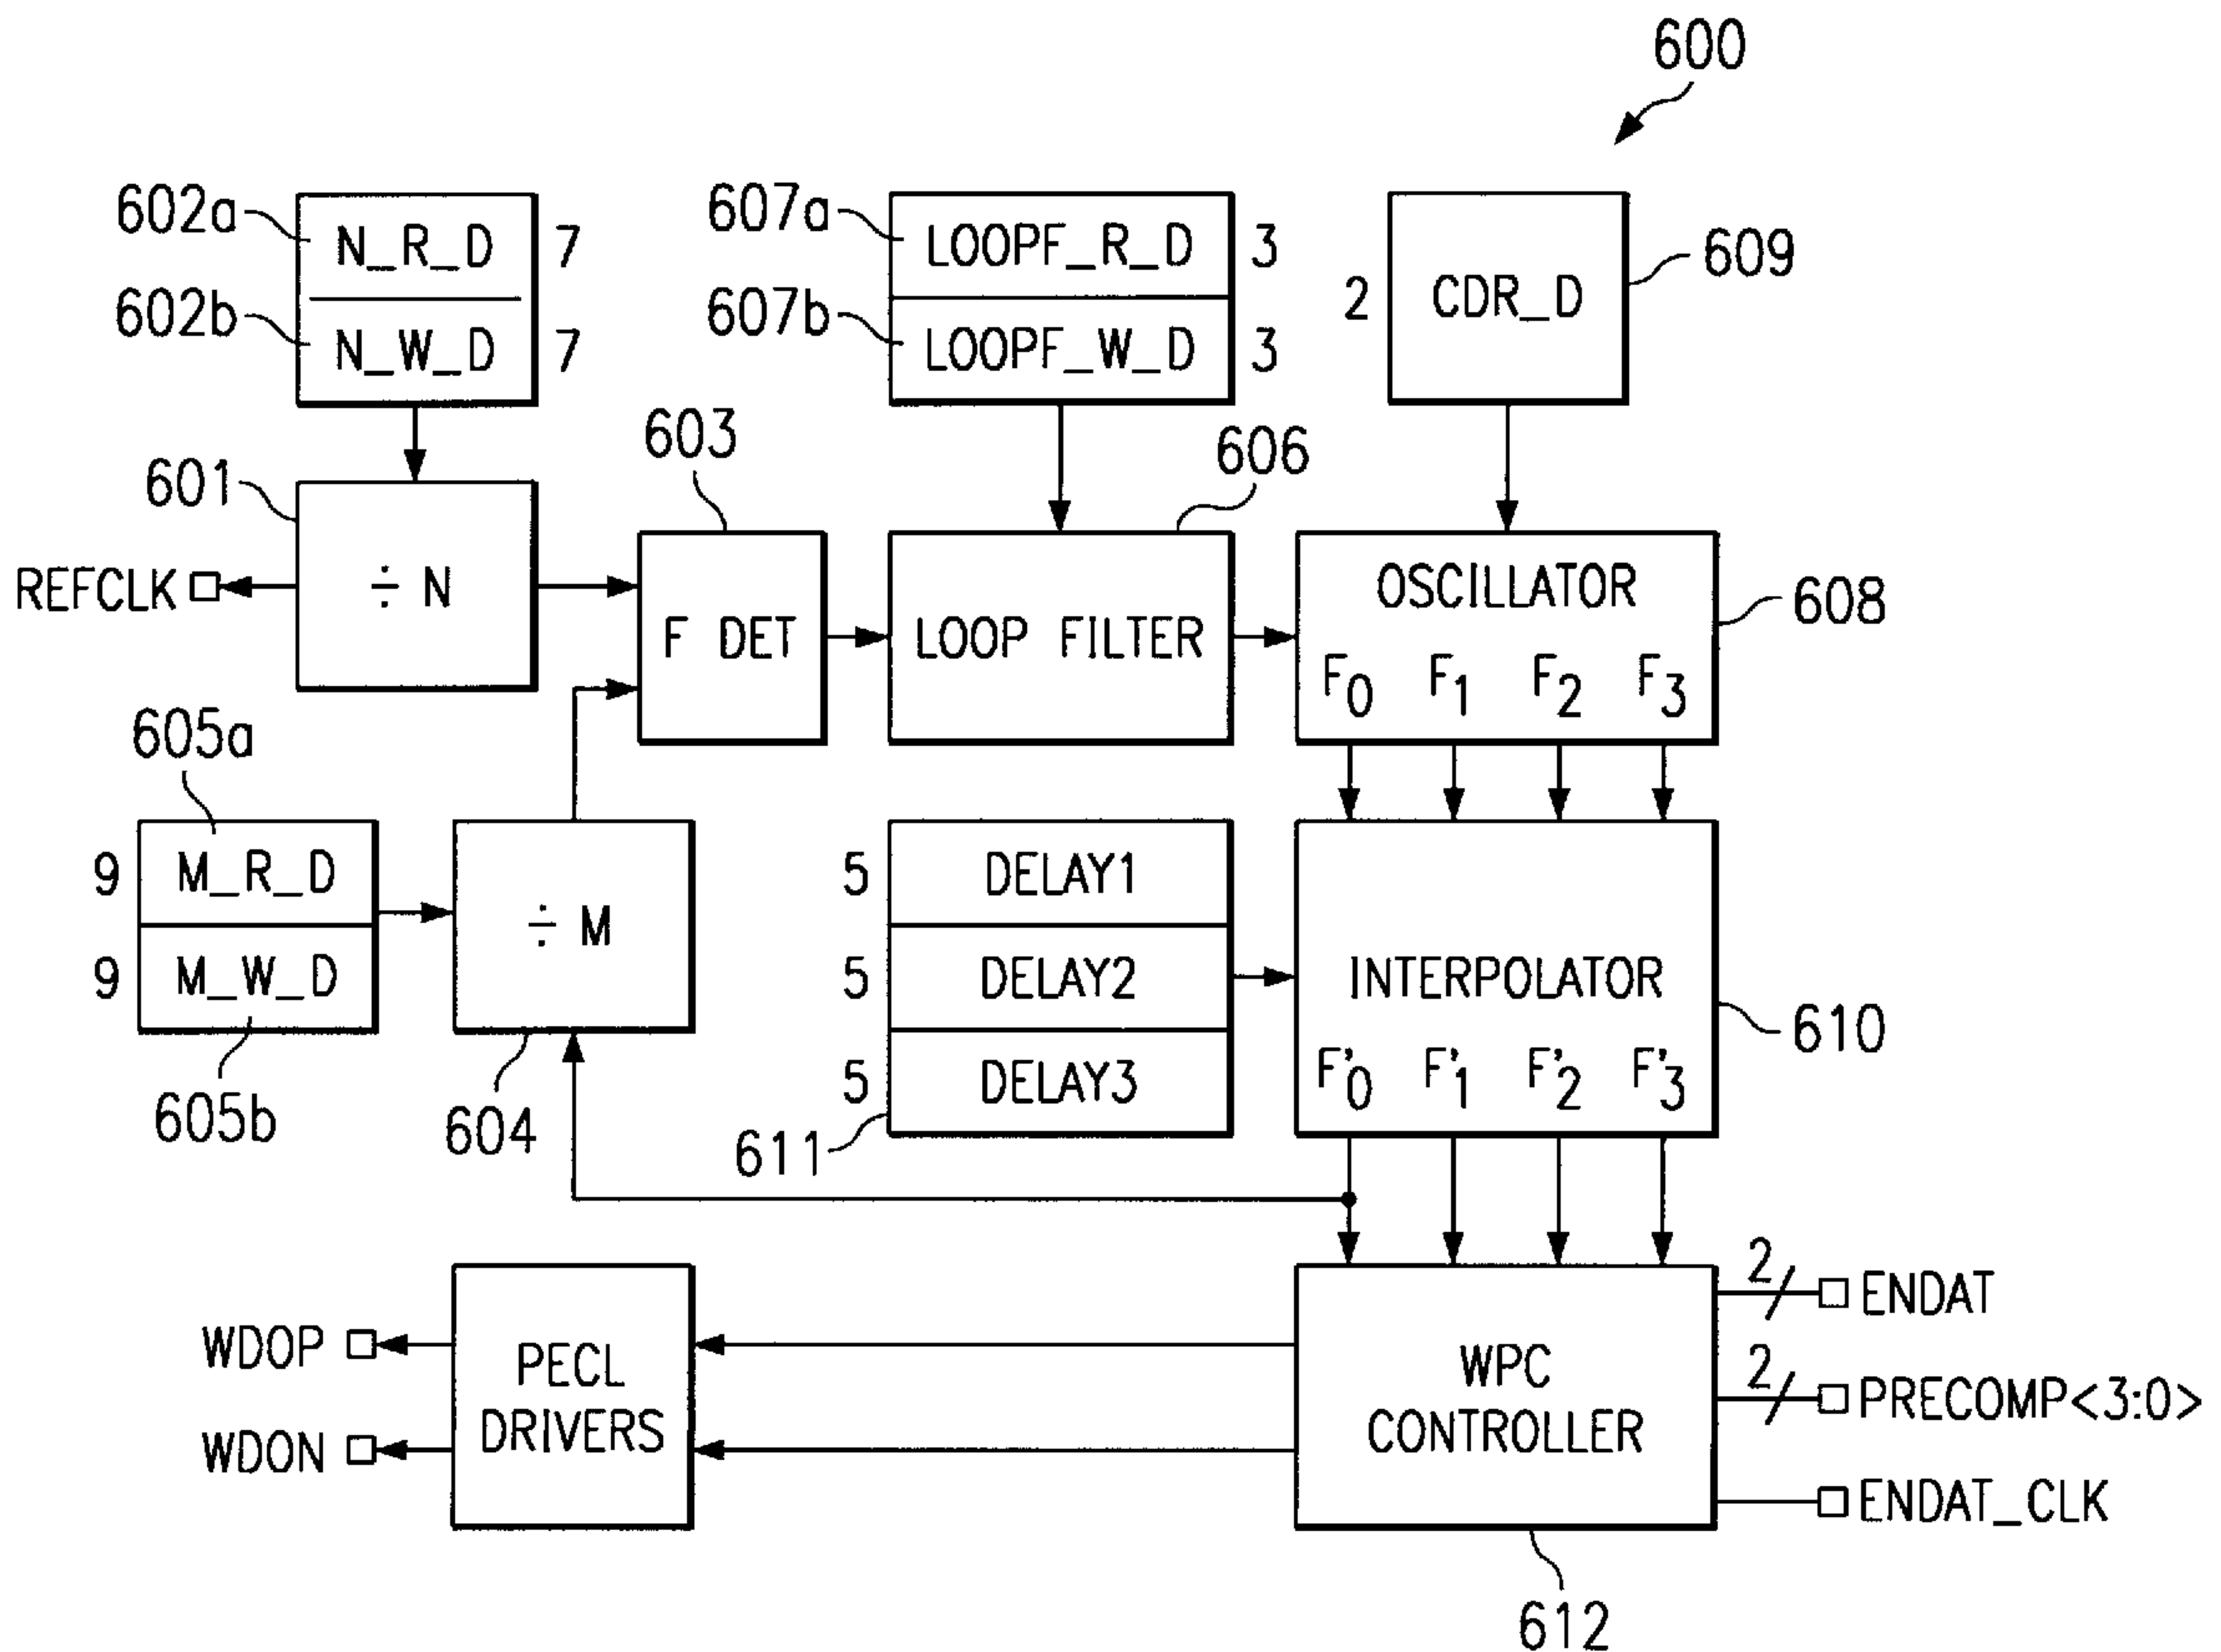 600
602a
N_R_D 7
602b
N_W_D 7
607a
LOOPF_R_D 3
607b
LOOPF_W_D 3
609
2 CDR_D
601
÷ N
REFCLK
603
F DET
606
LOOP FILTER
OSCILLATOR
F0 F1 F2 F3
608
605a
9 M_R_D
9 M_W_D
605b
÷ M
604
5 DELAY1
5 DELAY2
5 DELAY3
611
INTERPOLATOR
F'0 F'1 F'2 F'3
610
WDOP
WDON
PECL
DRIVERS
WPC
CONTROLLER
2 ENDAT
2 PRECOMP<3:0>
ENDAT_CLK
612